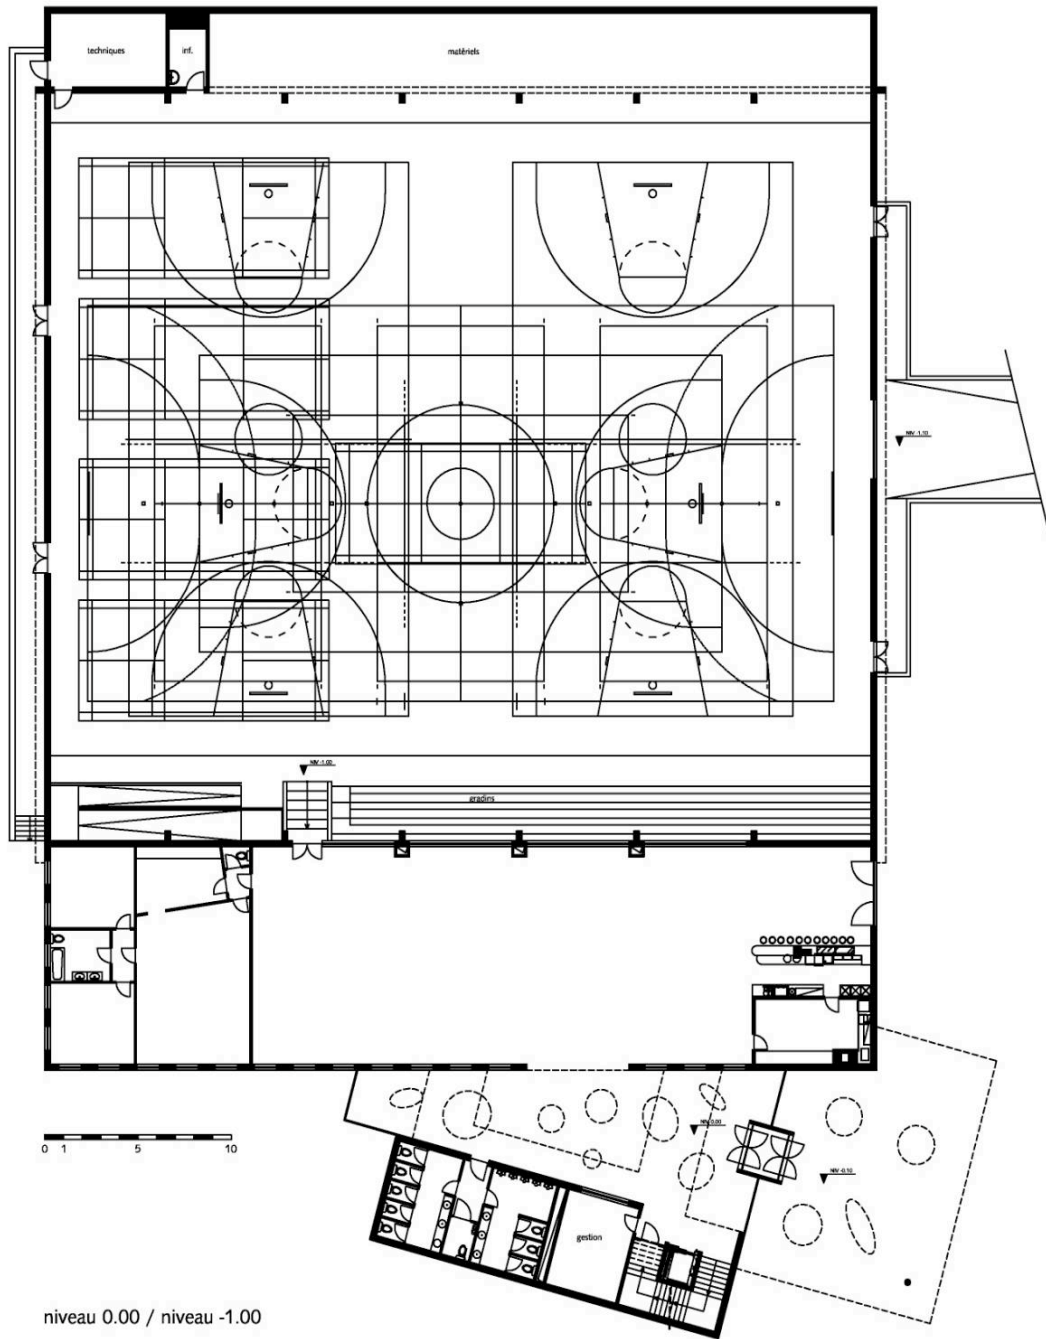 techniques
inf.
matériels
NIV -1.10
NIV -1.00
gradins
NIV 0.00
NIV -0.10
0 1 5 10
gestion
niveau 0.00 / niveau -1.00